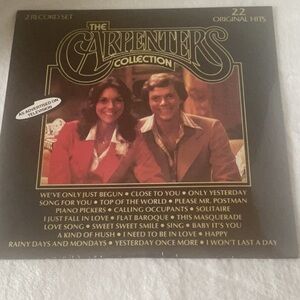 2 RECORD SET
22
ORIGINAL HITS
THE
CARPENTERS
COLLECTION
AS ADVERTISED ON
TELEVISION
WE'VE ONLY JUST BEGUN • CLOSE TO YOU • ONLY YESTERDAY
SONG FOR YOU • TOP OF THE WORLD • PLEASE MR. POSTMAN
PIANO PICKERS • CALLING OCCUPANTS • SOLITAIRE
I JUST FALL IN LOVE • FLAT BAROQUE • THIS MASQUERADE
LOVE SONG • SWEET SWEET SMILE • SING • BABY IT'S YOU
A KIND OF HUSH • I NEED TO BE IN LOVE • HAPPY
RAINY DAYS AND MONDAYS • YESTERDAY ONCE MORE • I WON'T LAST A DAY